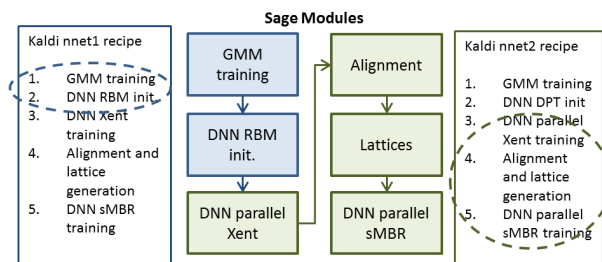 Sage Modules
Kaldi nnet1 recipe
1. GMM training
2. DNN RBM init.
3. DNN Xent
training
4. Alignment and
lattice
generation
5. DNN sMBR
training
GMM
training
DNN RBM
init.
DNN parallel
Xent
Alignment
Lattices
DNN parallel
sMBR
Kaldi nnet2 recipe
1. GMM training
2. DNN DPT init
3. DNN parallel
Xent training
4. Alignment
and lattice
generation
5. DNN parallel
sMBR training